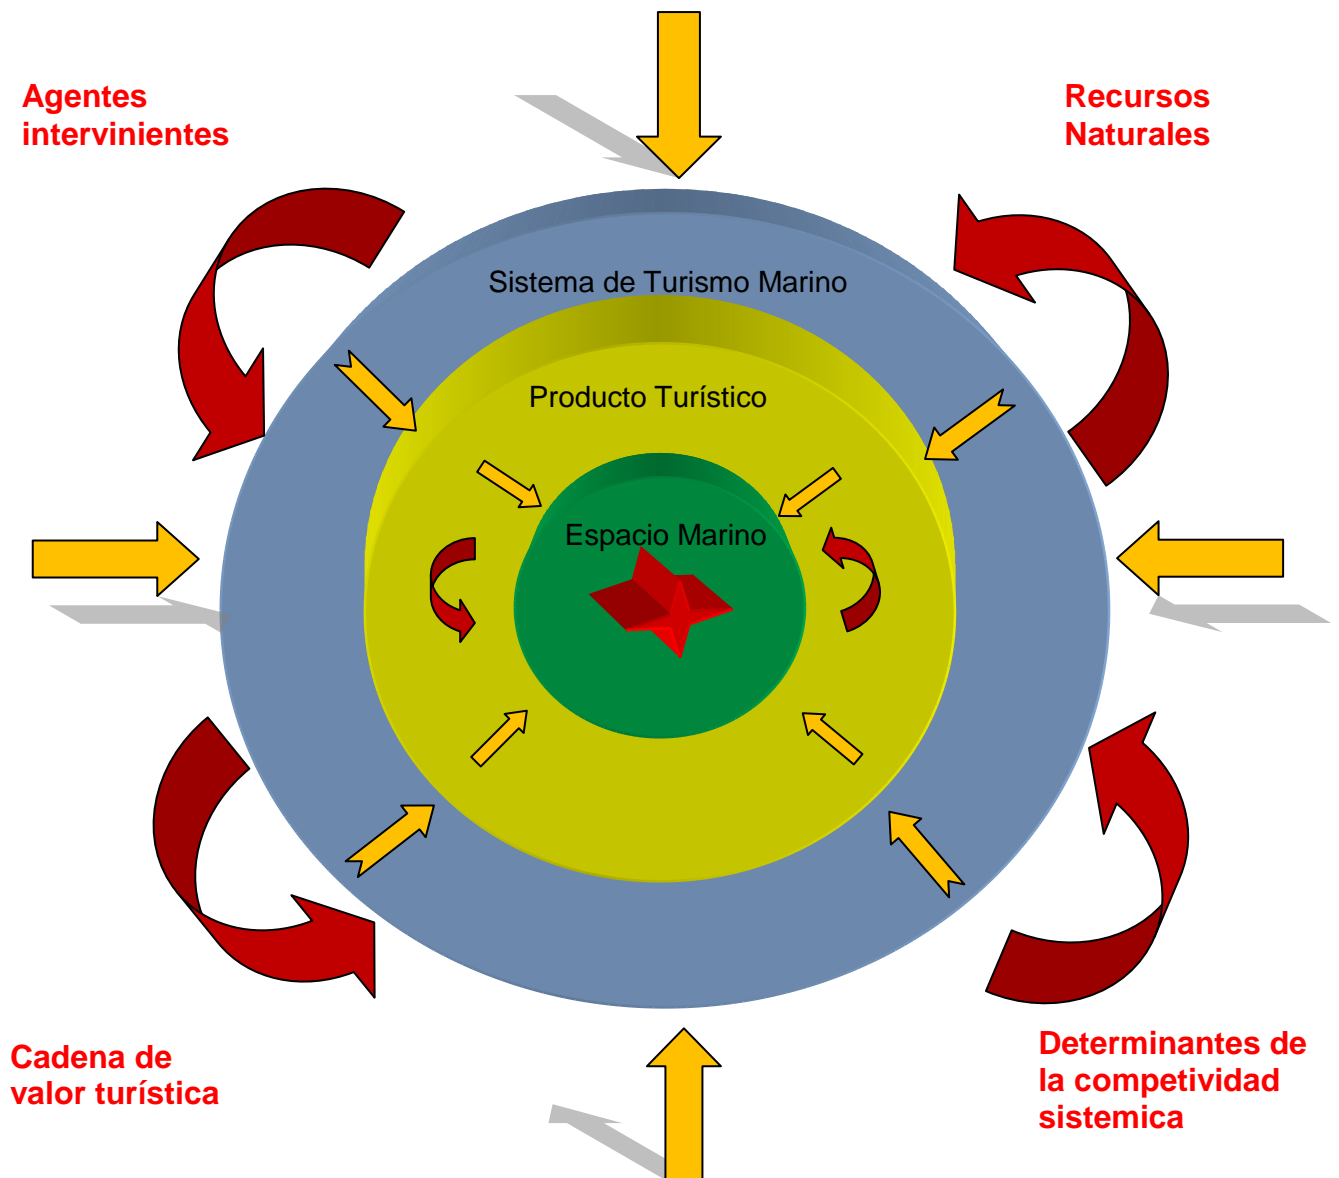 Agentes
intervinientes
Recursos
Naturales
Sistema de Turismo Marino
Producto Turístico
Espacio Marino
Cadena de
valor turística
Determinantes de
la competividad
sistemica